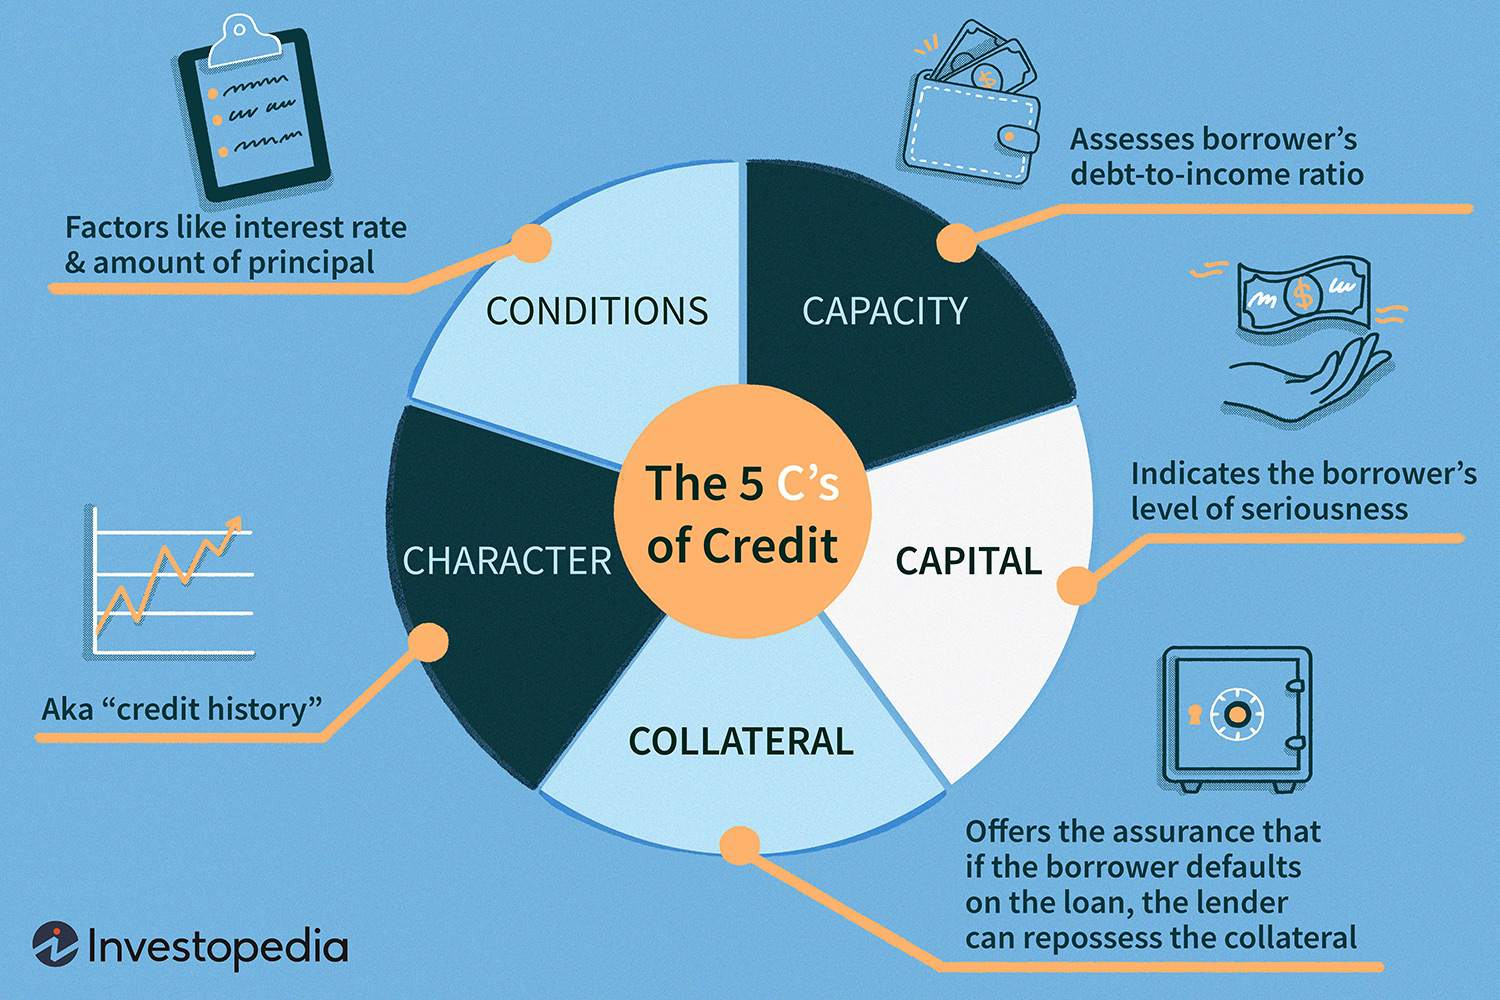 Factors like interest rate
& amount of principal
Assesses borrower's
debt-to-income ratio
CONDITIONS
CAPACITY
The 5 C's
of Credit
Indicates the borrower's
level of seriousness
CHARACTER
CAPITAL
Aka “credit history”
COLLATERAL
Offers the assurance that
if the borrower defaults
on the loan, the lender
can repossess the collateral
Investopedia